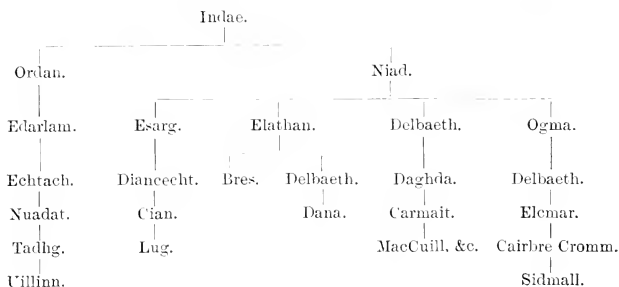 Indae.
Ordan. Niad.
Edarlam. Esarg. Elathan. Delbaeth. Ogma.
Echtach. Diancecht. Bres. Delbaeth. Daghda. Delbaeth.
Nuadat. Cian. Dana. Carmait. Elcmar.
Tadhg. Lug. MacCuill, &c. Cairbre Cromm.
Uillinn. Sidmall.